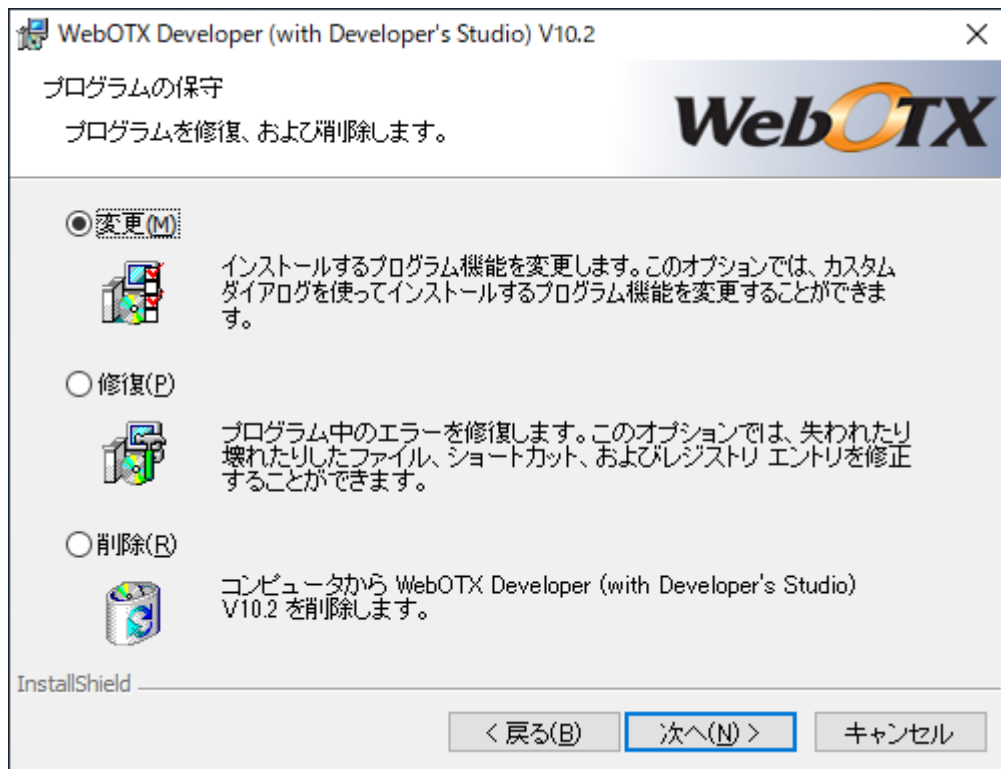 WebOTX Developer (with Developer's Studio) V10.2
プログラムの保守
プログラムを修復、および削除します。
WebOTX
変更(M)
インストールするプログラム機能を変更します。このオプションでは、カスタム
ダイアログを使ってインストールするプログラム機能を変更することができま
す。
修復(P)
プログラム中のエラーを修復します。このオプションでは、失われたり
壊れたりしたファイル、ショートカット、およびレジストリ エントリを修正
することができます。
削除(R)
コンピュータから WebOTX Developer (with Developer's Studio)
V10.2 を削除します。
InstallShield
< 戻る(B)
次へ(N) >
キャンセル